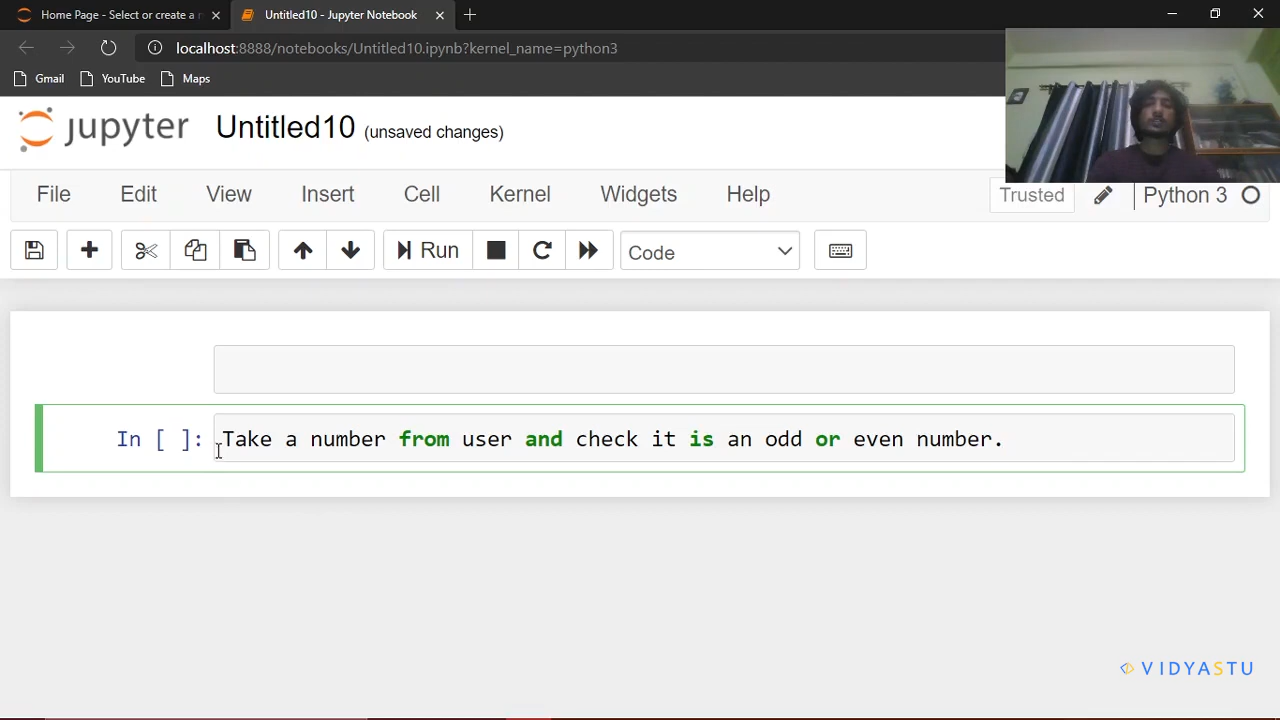 Home Page - Select or create a n
Untitled10 - Jupyter Notebook
localhost:8888/notebooks/Untitled10.ipynb?kernel_name=python3
Gmail
YouTube
Maps
jupyter
Untitled10
(unsaved changes)
File
Edit
View
Insert
Cell
Kernel
Widgets
Help
Trusted
Python 3
Run
Code
In [ ]:
Take a number from user and check it is an odd or even number.
VIDYASTU